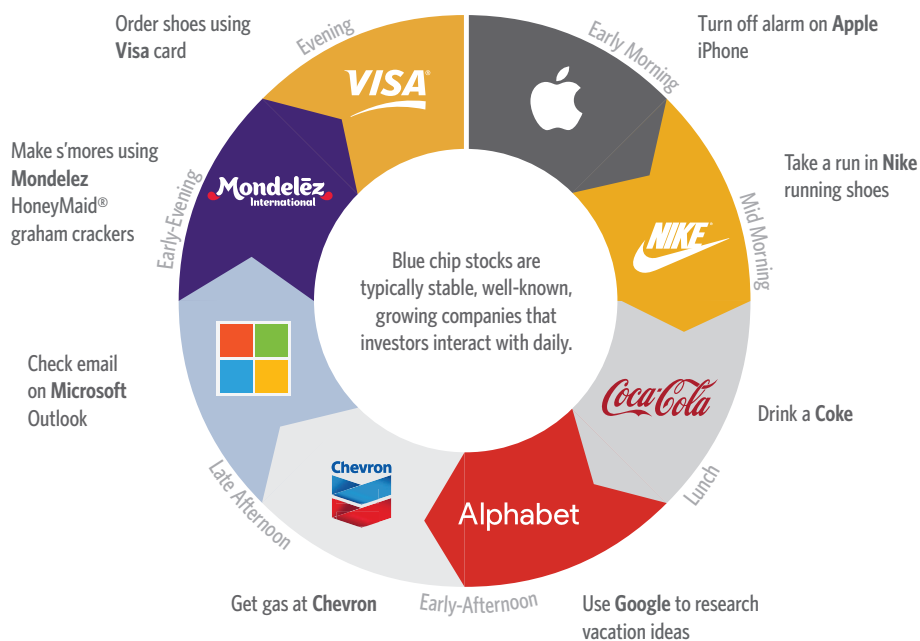 Turn off alarm on Apple
iPhone
Early Morning
Take a run in Nike
running shoes
NIKE
Mid Morning
Coca-Cola
Drink a Coke
Lunch
Alphabet
Use Google to research
vacation ideas
Early-Afternoon
Chevron
Get gas at Chevron
Late Afternoon
Check email
on Microsoft
Outlook
Early-Evening
Mondelēz
International
Make s'mores using
Mondelez
HoneyMaid®
graham crackers
Evening
VISA®
Order shoes using
Visa card
Blue chip stocks are
typically stable, well-known,
growing companies that
investors interact with daily.